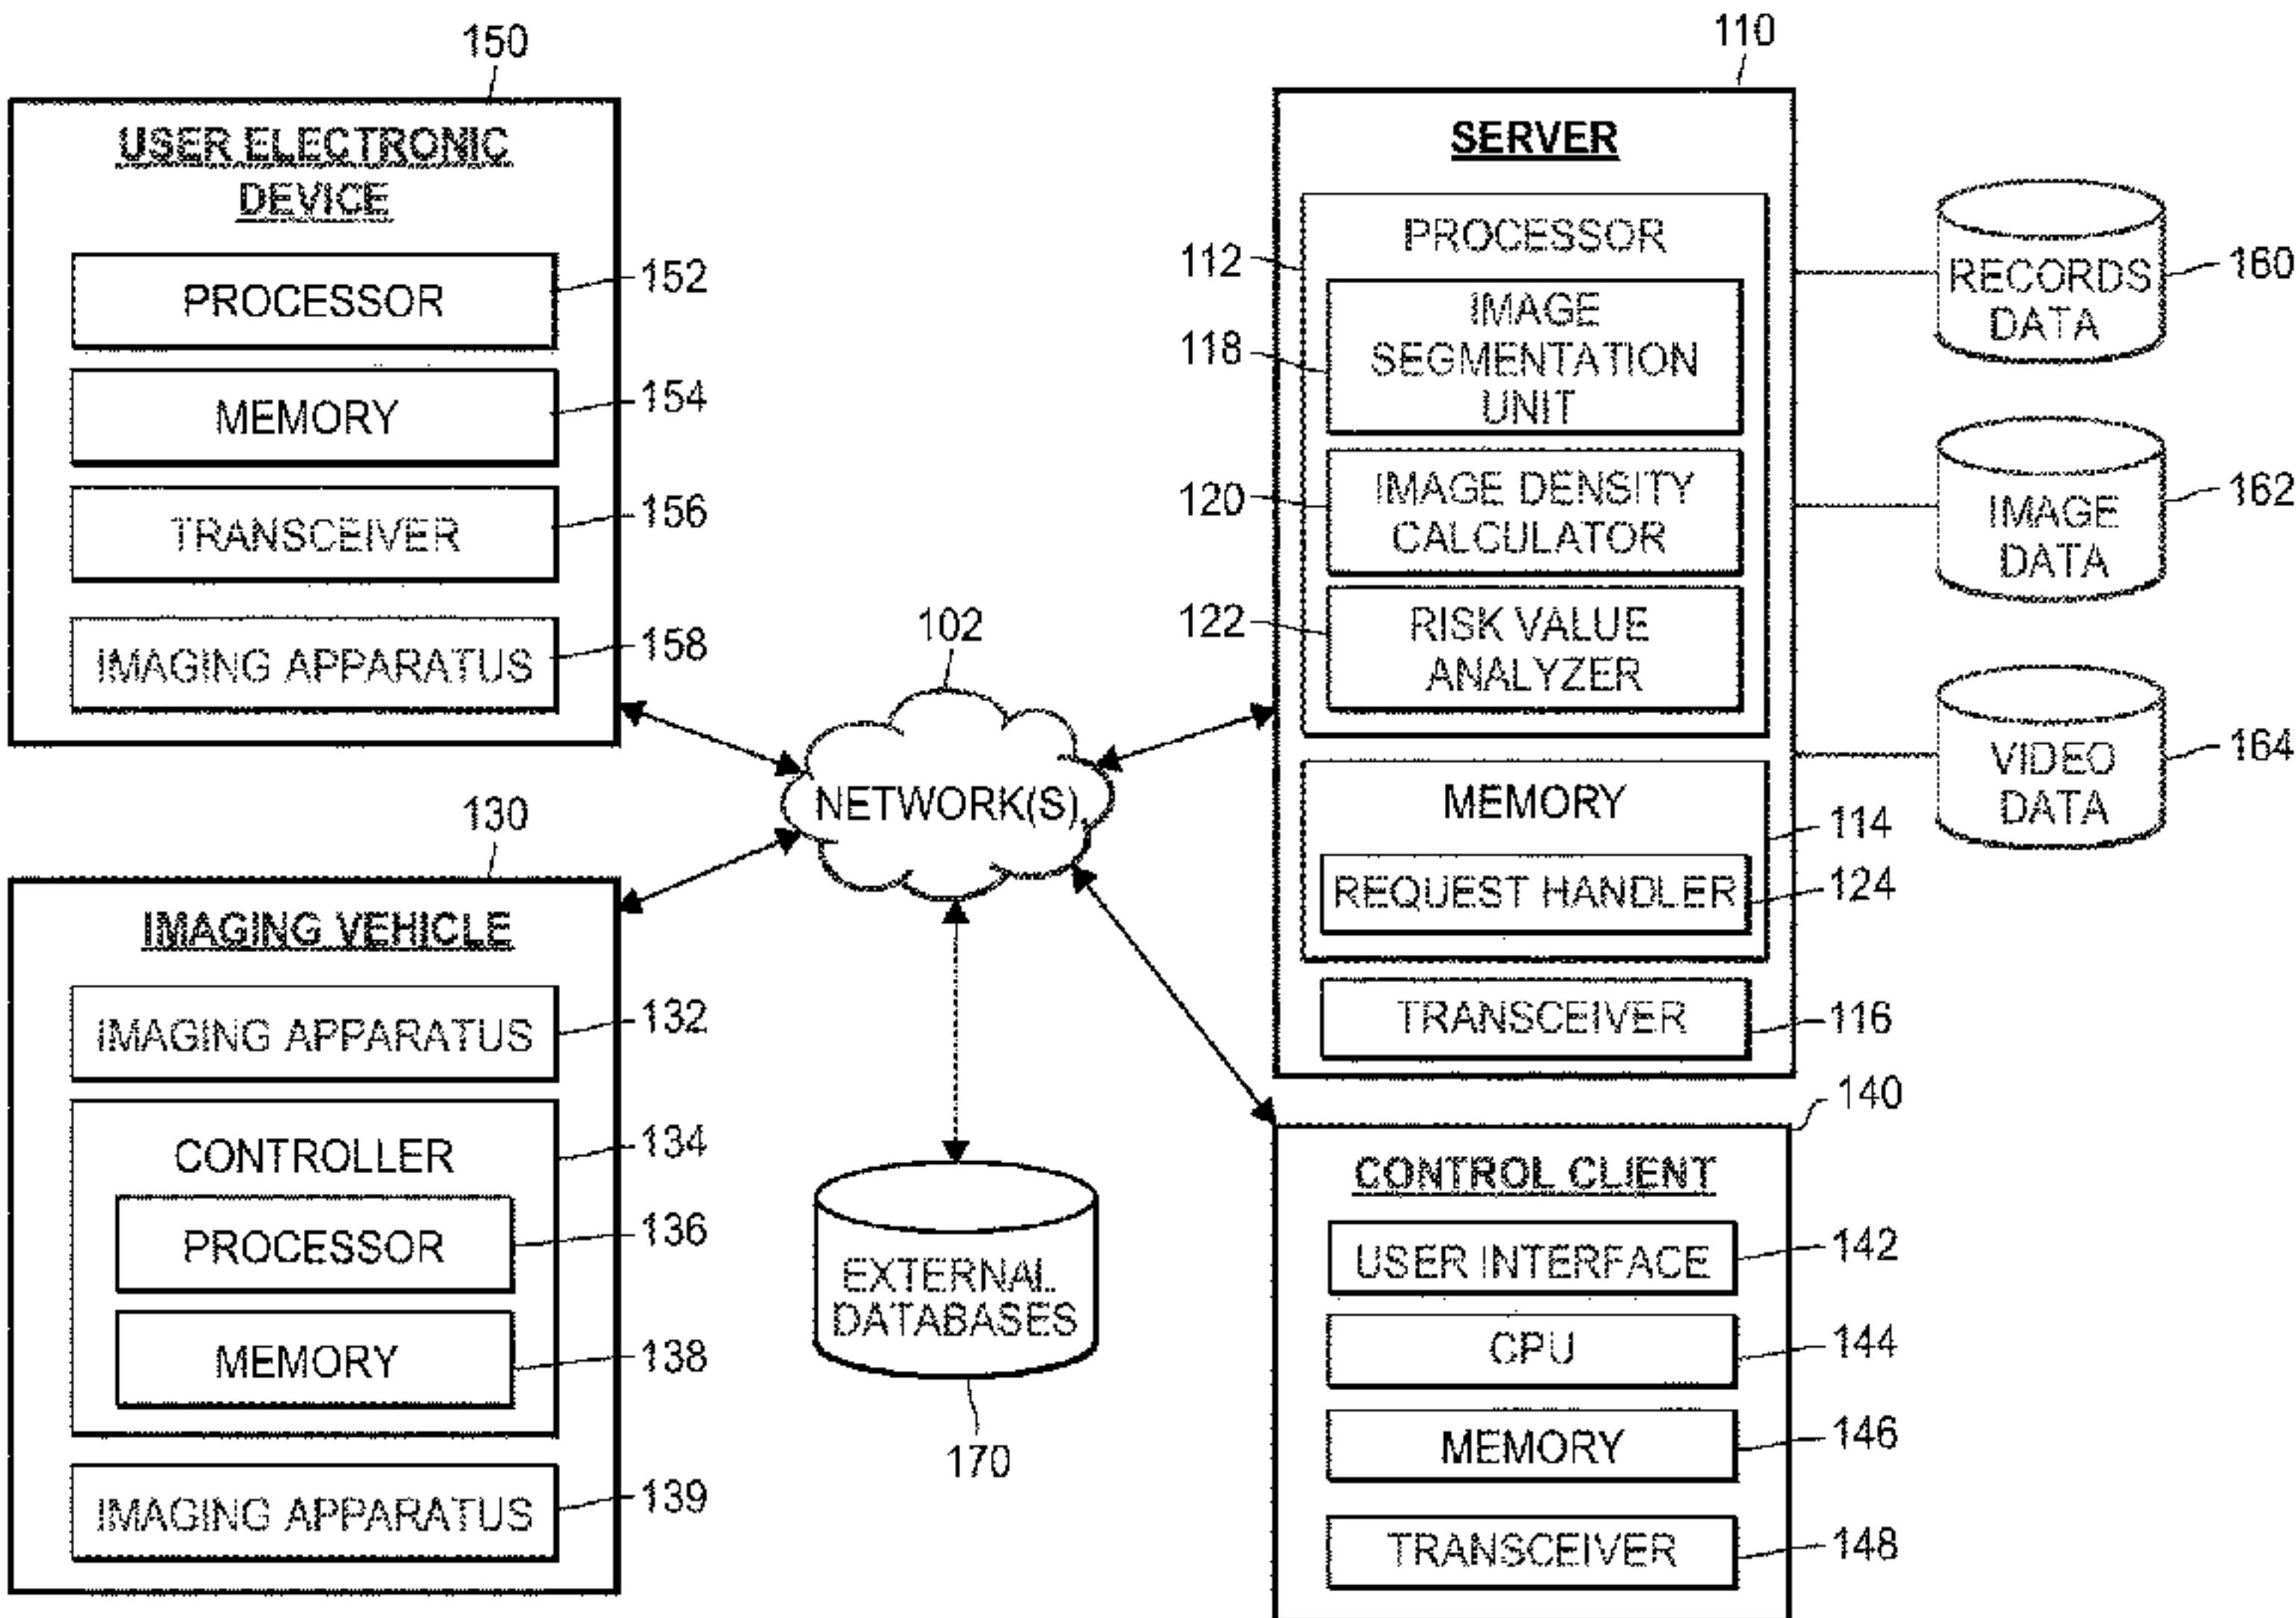 150
USER ELECTRONIC
DEVICE
PROCESSOR
152
MEMORY
154
TRANSCEIVER
156
IMAGING APPARATUS
158
130
IMAGING VEHICLE
IMAGING APPARATUS
132
CONTROLLER
134
PROCESSOR
136
MEMORY
138
IMAGING APPARATUS
139
102
NETWORK(S)
EXTERNAL
DATABASES
170
110
SERVER
PROCESSOR
112
IMAGE
SEGMENTATION
UNIT
118
IMAGE DENSITY
CALCULATOR
120
RISK VALUE
ANALYZER
122
MEMORY
114
REQUEST HANDLER
124
TRANSCEIVER
116
RECORDS
DATA
160
IMAGE
DATA
162
VIDEO
DATA
164
140
CONTROL CLIENT
USER INTERFACE
142
CPU
144
MEMORY
146
TRANSCEIVER
148